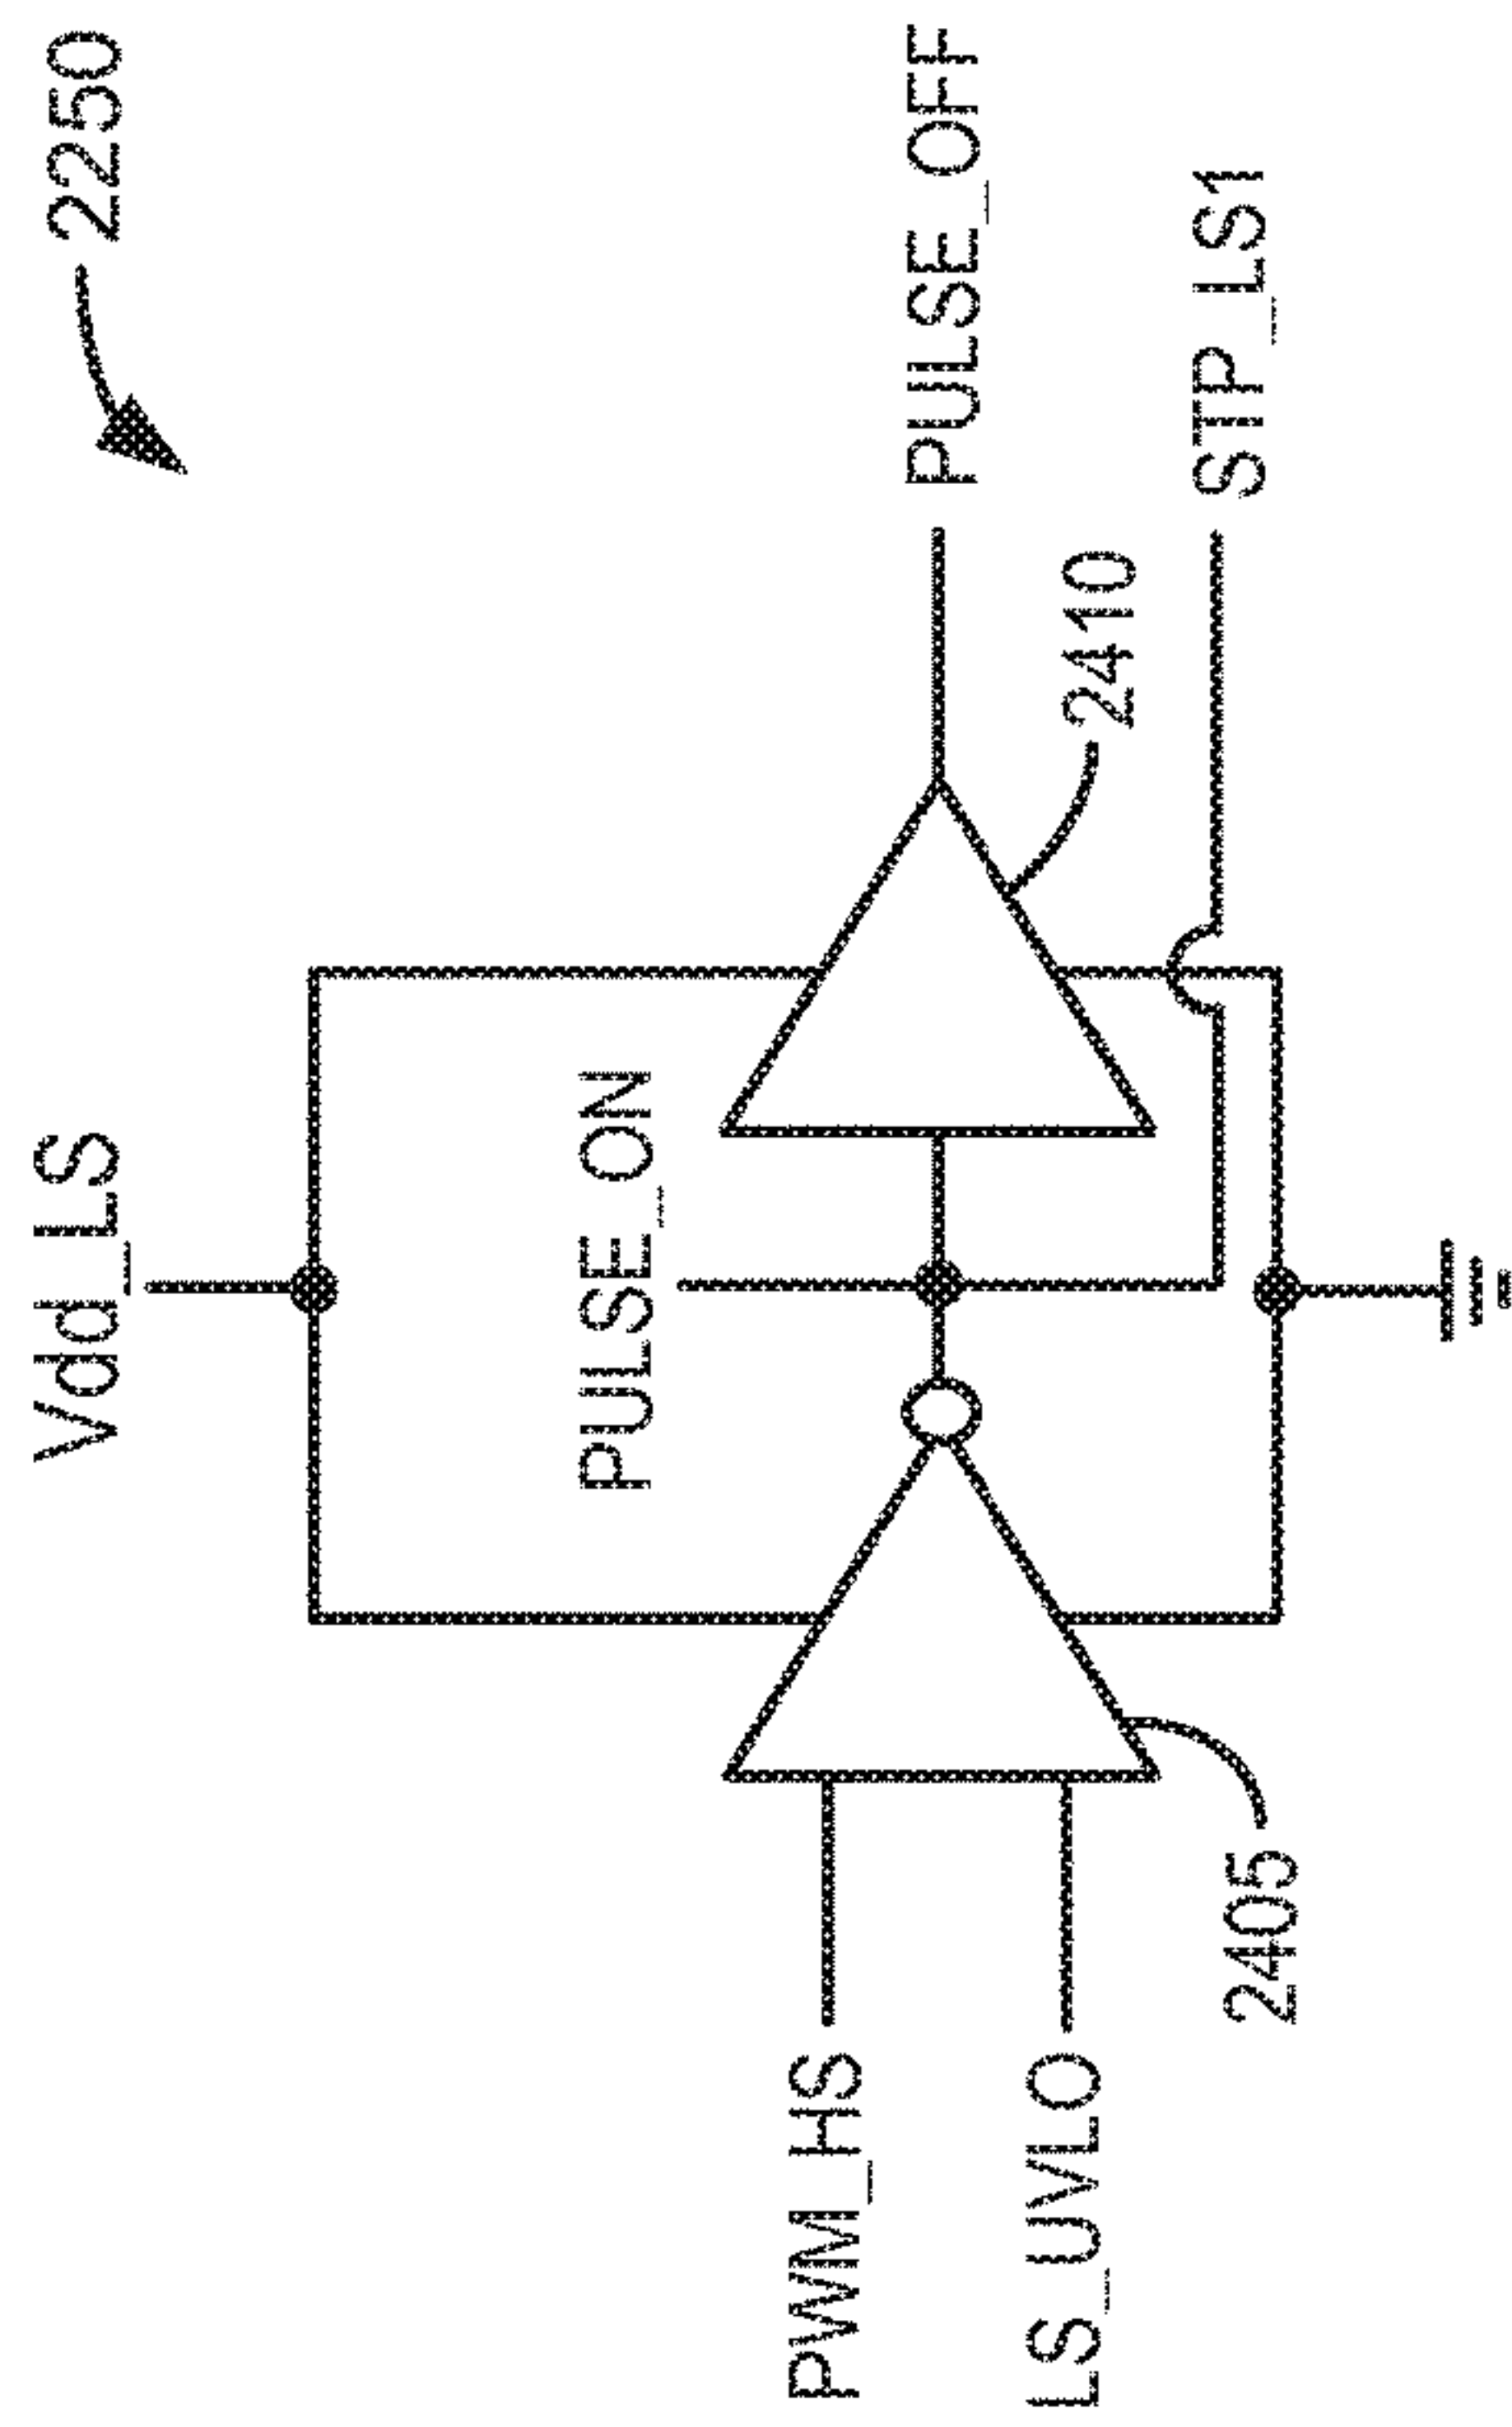 2250
Vdd_LS
PULSE_ON
PWM_HS
PULSE_OFF
2410
LS_UVLO
STP_LS1
2405